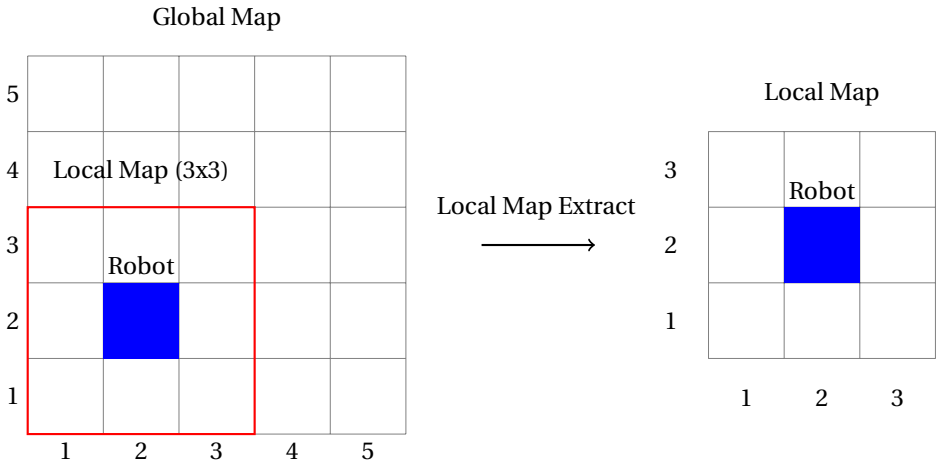 Global Map
5
4
Local Map (3x3)
3
Robot
2
1
1 2 3 4 5
Local Map Extract
Local Map
3
Robot
2
1
1 2 3